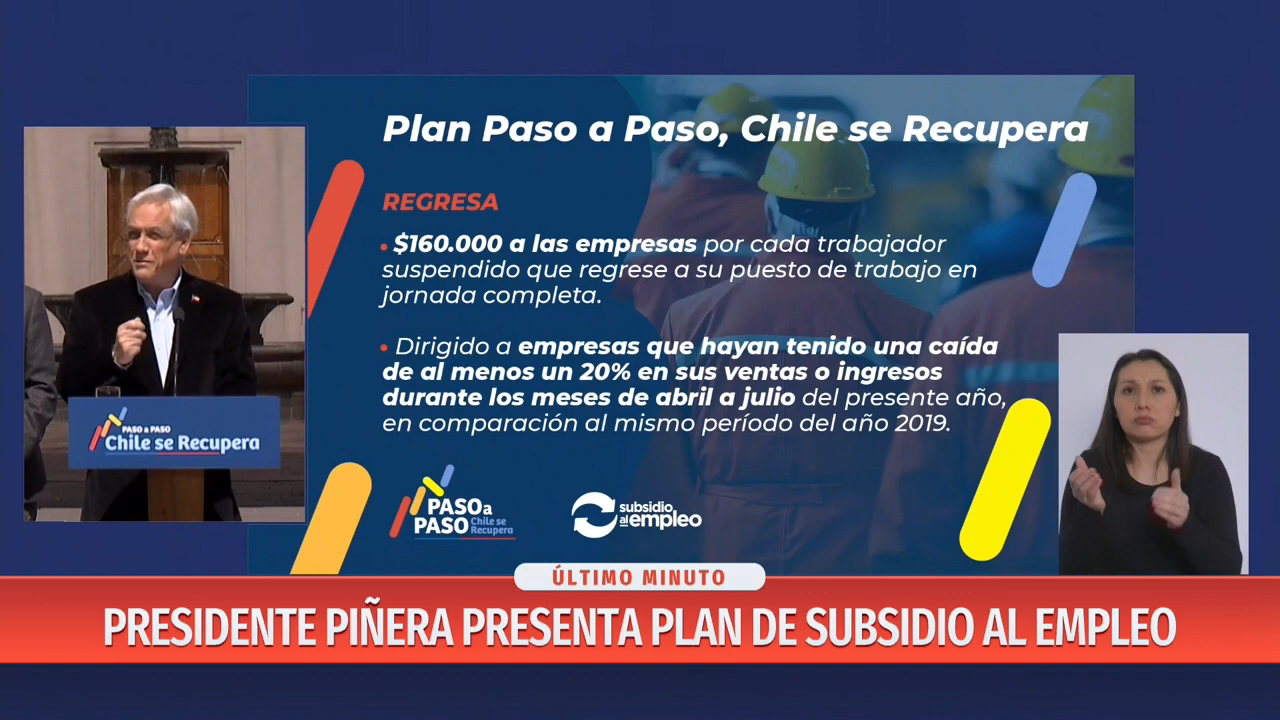 Plan Paso a Paso, Chile se Recupera
REGRESA
• $160.000 a las empresas por cada trabajador
suspendido que regrese a su puesto de trabajo en
jornada completa.
• Dirigido a empresas que hayan tenido una caída
de al menos un 20% en sus ventas o ingresos
durante los meses de abril a julio del presente año,
en comparación al mismo período del año 2019.
PASO A PASO
Chile se Recupera
PASO a
PASO Chile se
Recupera
subsidio
al empleo
ÚLTIMO MINUTO
PRESIDENTE PIÑERA PRESENTA PLAN DE SUBSIDIO AL EMPLEO